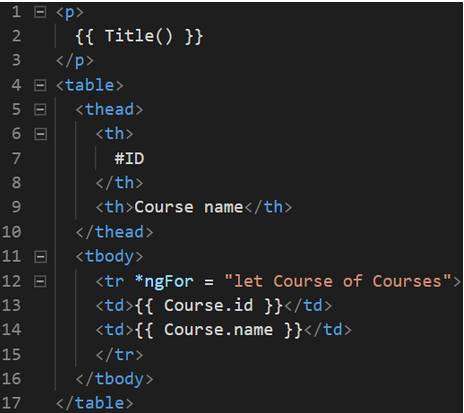 1 <p>
2 {{ Title() }}
3 </p>
4 <table>
5 <thead>
6 <th>
7 #ID
8 </th>
9 <th>Course name</th>
10 </thead>
11 <tbody>
12 <tr *ngFor = "let Course of Courses">
13 <td>{{ Course.id }}</td>
14 <td>{{ Course.name }}</td>
15 </tr>
16 </tbody>
17 </table>